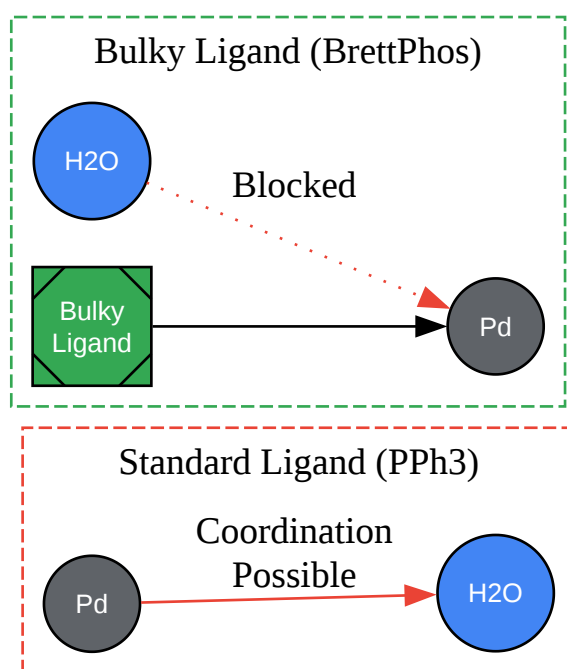 Bulky Ligand (BrettPhos)
H2O
Blocked
Bulky
Ligand
Pd
Standard Ligand (PPh3)
Coordination
Possible
Pd
H2O